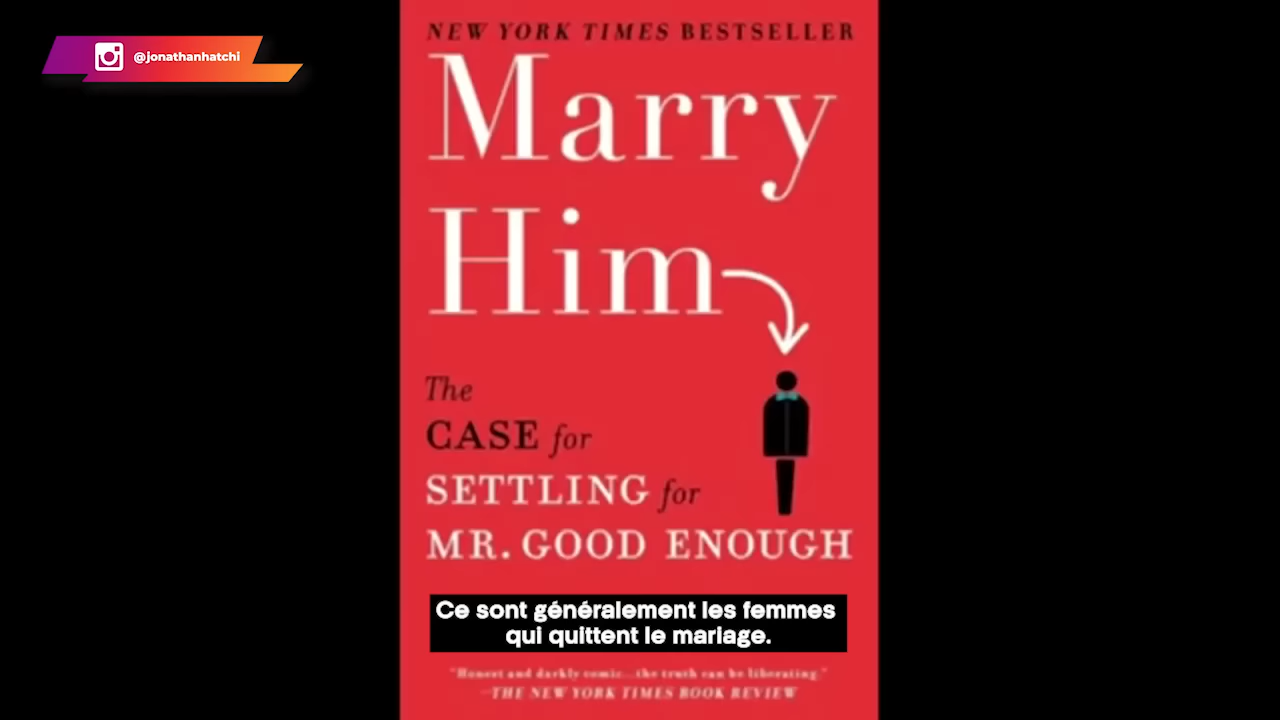 @jonathanhatchi
NEW YORK TIMES BESTSELLER
Marry
Him
The
CASE for
SETTLING for
MR. GOOD ENOUGH
Ce sont généralement les femmes
qui quittent le mariage.
"Honest and darkly comic...the truth can be liberating."
—THE NEW YORK TIMES BOOK REVIEW